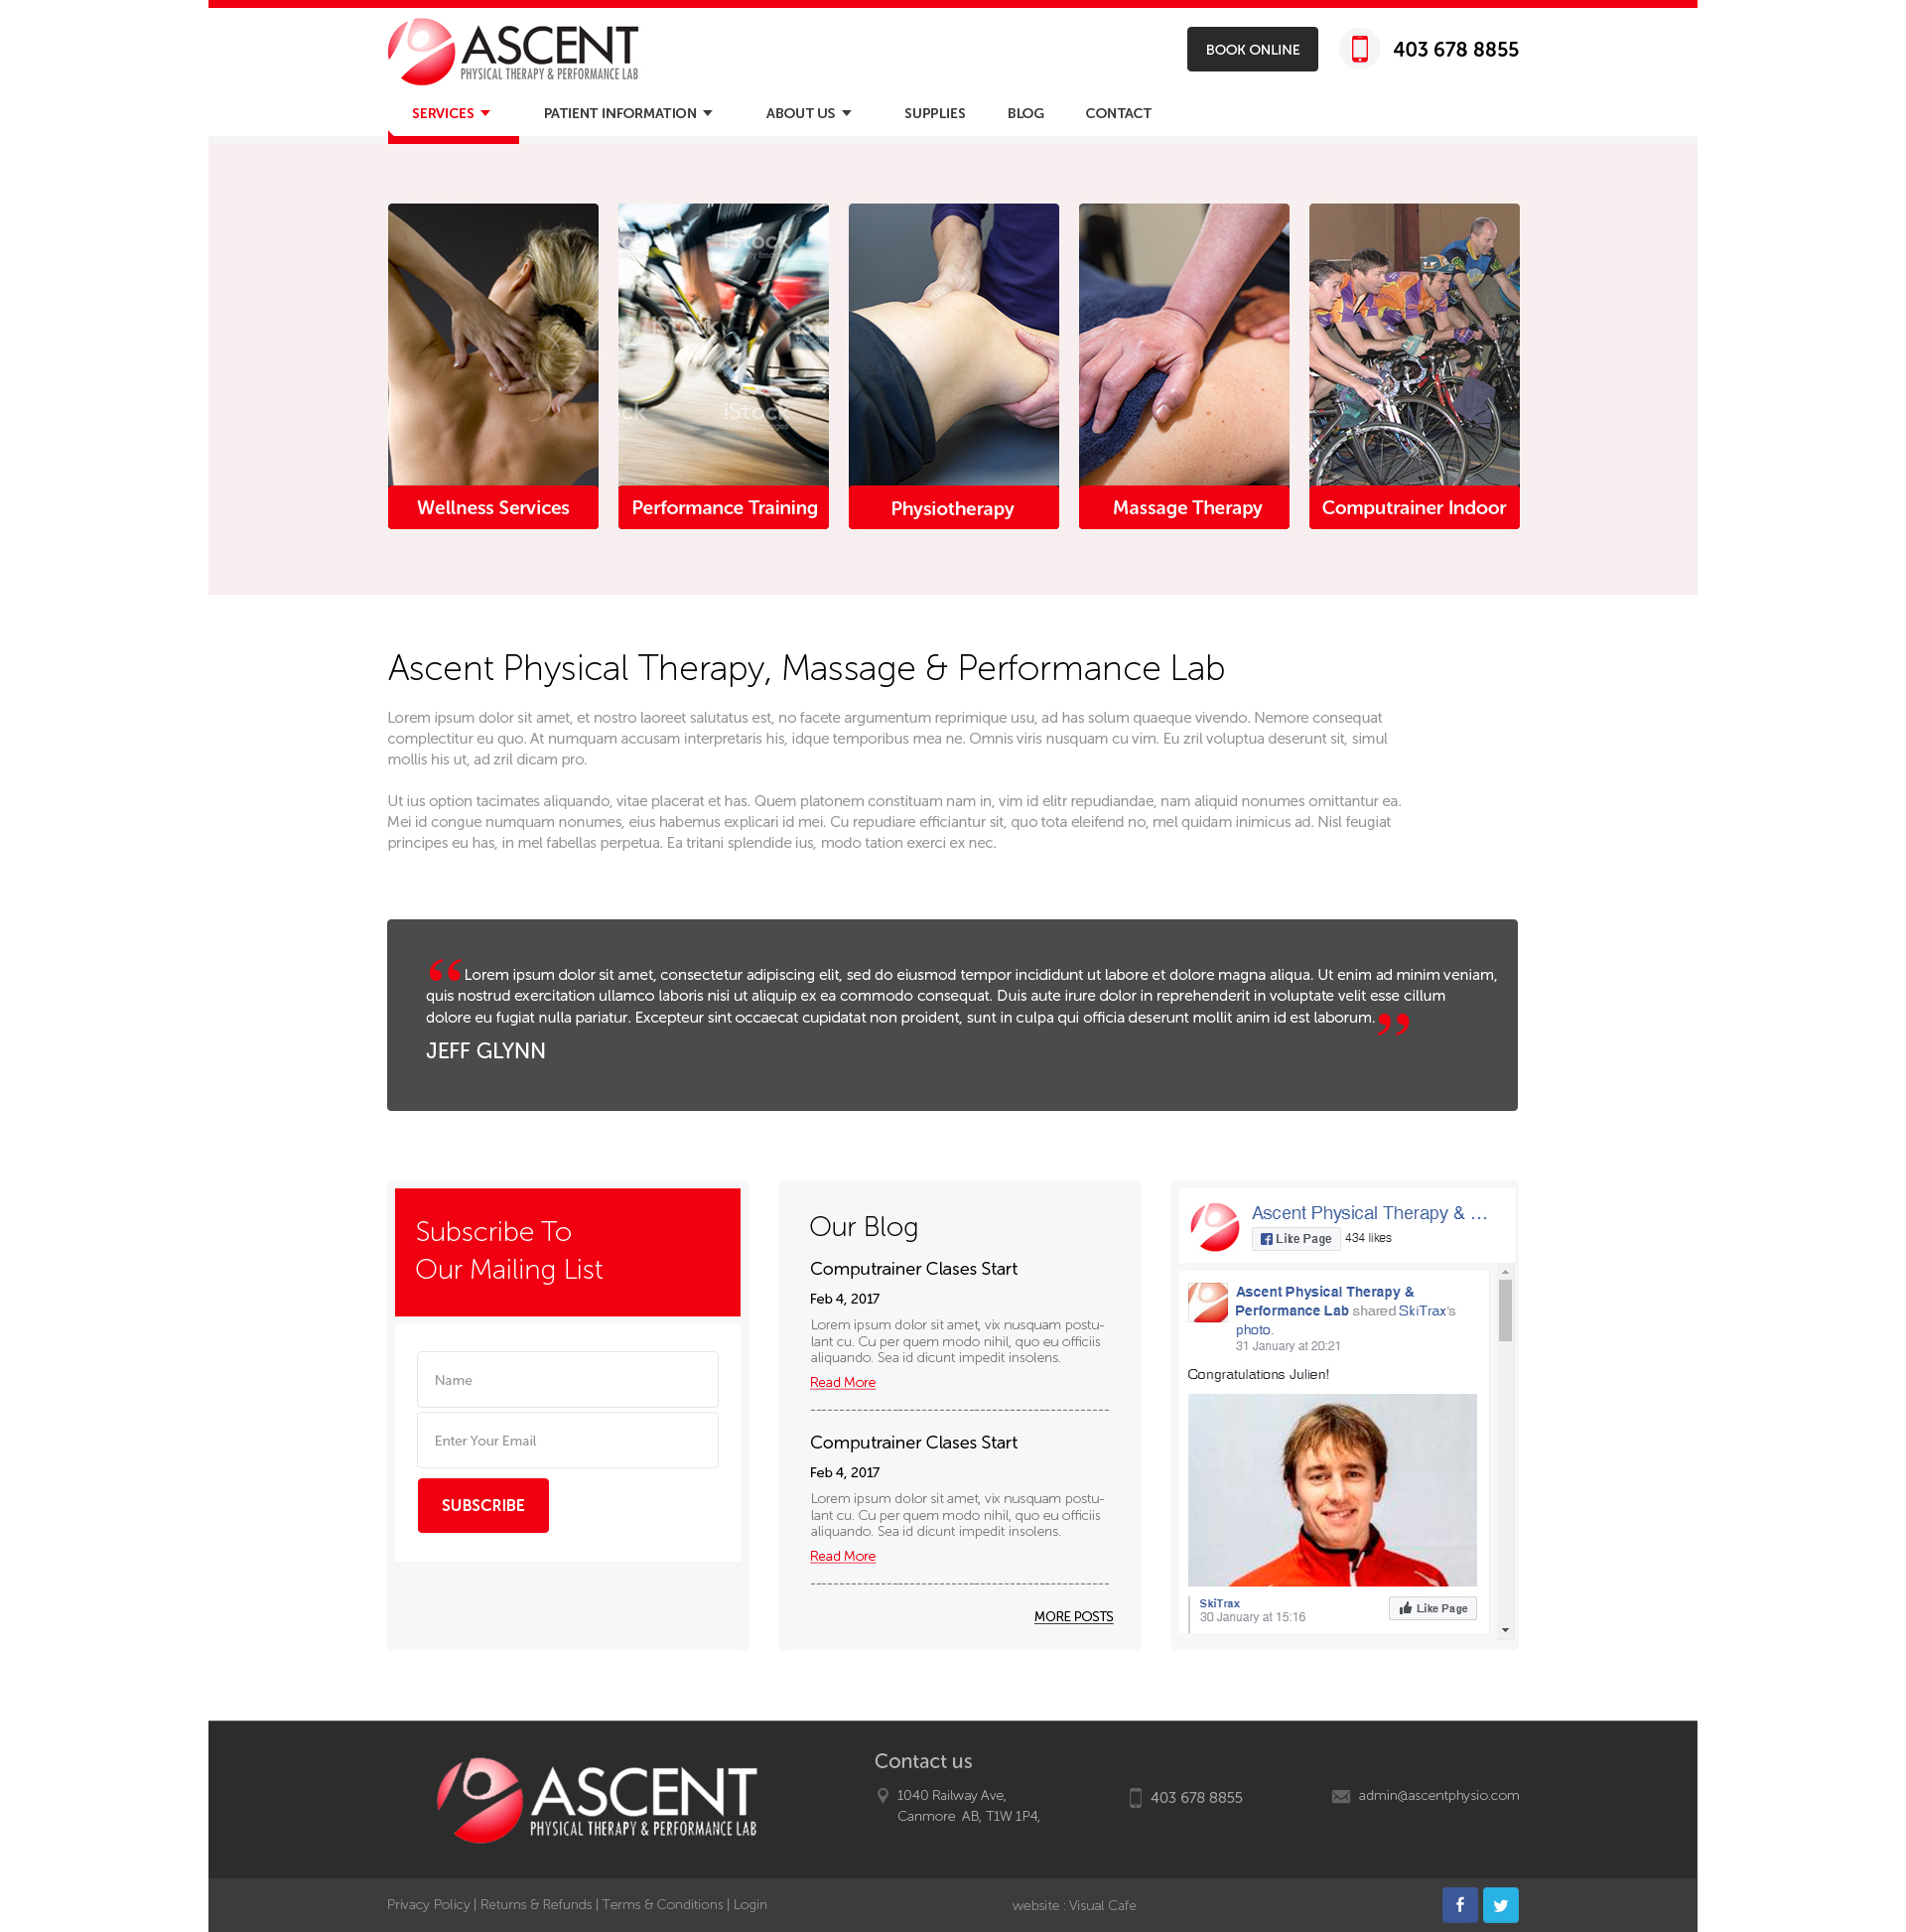 ASCENT
PHYSICAL THERAPY & PERFORMANCE LAB
BOOK ONLINE
403 678 8855
SERVICES
PATIENT INFORMATION
ABOUT US
SUPPLIES
BLOG
CONTACT
iStock
iStock
iStock
Wellness Services
Performance Training
Physiotherapy
Massage Therapy
Computrainer Indoor
Ascent Physical Therapy, Massage & Performance Lab
Lorem ipsum dolor sit amet, et nostro laoreet salutatus est, no facete argumentum reprimique usu, ad has solum quaeque vivendo. Nemore consequat
complectitur eu quo. At numquam accusam interpretaris his, idque temporibus mea ne. Omnis viris nusquam cu vim. Eu zril voluptua deserunt sit, simul
mollis his ut, ad zril dicam pro.
Ut ius option tacimates aliquando, vitae placerat et has. Quem platonem constituam nam in, vim id elitr repudiandae, nam aliquid nonumes omittantur ea.
Mei id congue numquam nonumes, eius habemus explicari id mei. Cu repudiare efficiantur sit, quo tota eleifend no, mel quidam inimicus ad. Nisl feugiat
principes eu has, in mel fabellas perpetua. Ea tritani splendide ius, modo tation exerci ex nec.
“ Lorem ipsum dolor sit amet, consectetur adipiscing elit, sed do eiusmod tempor incididunt ut labore et dolore magna aliqua. Ut enim ad minim veniam,
quis nostrud exercitation ullamco laboris nisi ut aliquip ex ea commodo consequat. Duis aute irure dolor in reprehenderit in voluptate velit esse cillum
dolore eu fugiat nulla pariatur. Excepteur sint occaecat cupidatat non proident, sunt in culpa qui officia deserunt mollit anim id est laborum. ”
JEFF GLYNN
Subscribe To
Our Mailing List
Name
Enter Your Email
SUBSCRIBE
Our Blog
Computrainer Clases Start
Feb 4, 2017
Lorem ipsum dolor sit amet, vix nusquam postu-
lant cu. Cu per quem modo nihil, quo eu officiis
aliquando. Sea id dicunt impedit insolens.
Read More
Computrainer Clases Start
Feb 4, 2017
Lorem ipsum dolor sit amet, vix nusquam postu-
lant cu. Cu per quem modo nihil, quo eu officiis
aliquando. Sea id dicunt impedit insolens.
Read More
MORE POSTS
Ascent Physical Therapy & ...
Like Page 434 likes
Ascent Physical Therapy &
Performance Lab shared SkiTrax's
photo.
31 January at 20:21
Congratulations Julien!
SkiTrax
30 January at 15:16
Like Page
ASCENT
PHYSICAL THERAPY & PERFORMANCE LAB
Contact us
1040 Railway Ave,
Canmore AB, T1W 1P4,
403 678 8855
admin@ascentphysio.com
Privacy Policy | Returns & Refunds | Terms & Conditions | Login
website : Visual Cafe